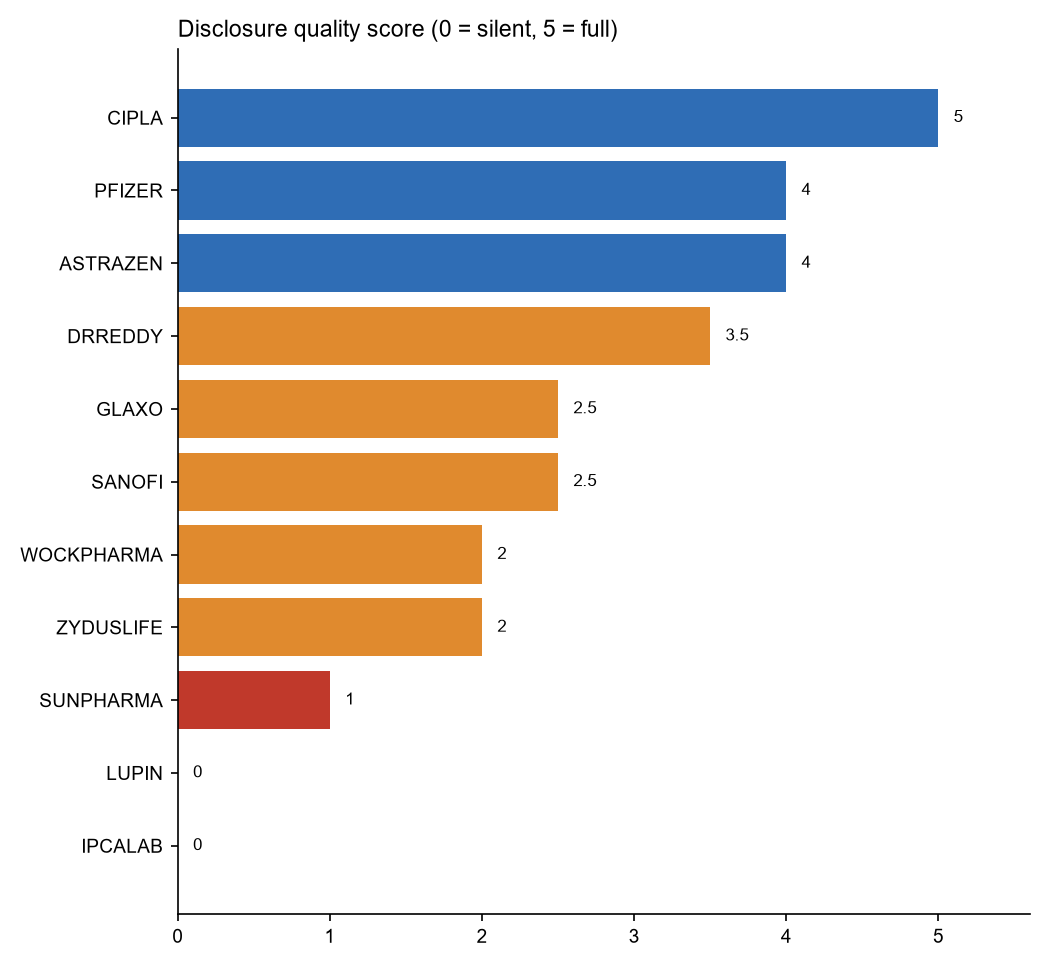 Disclosure quality score (0 = silent, 5 = full)
CIPLA 5
PFIZER 4
ASTRAZEN 4
DRREDDY 3.5
GLAXO 2.5
SANOFI 2.5
WOCKPHARMA 2
ZYDUSLIFE 2
SUNPHARMA 1
LUPIN 0
IPCALAB 0
0 1 2 3 4 5